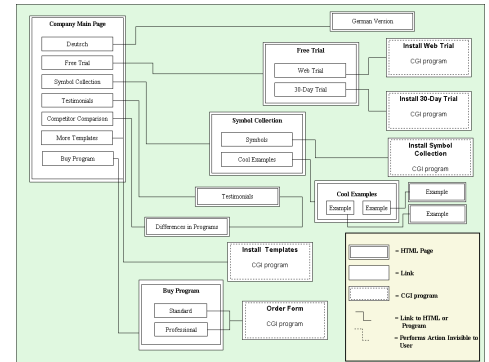 Company Main Page
Deutsch
Free Trial
Symbol Collection
Testimonials
Competitor Comparison
More Templates
Buy Program
German Version
Free Trial
Web Trial
30-Day Trial
Install Web Trial
CGI program
Install 30-Day Trial
CGI program
Symbol Collection
Symbols
Cool Examples
Install Symbol
Collection
CGI program
Testimonials
Differences in Programs
Cool Examples
Example
Example
Example
Example
Install Templates
CGI program
Buy Program
Standard
Professional
Order Form
CGI program
= HTML Page
= Link
= CGI program
= Link to HTML or
Program
= Performs Action Invisible to
User